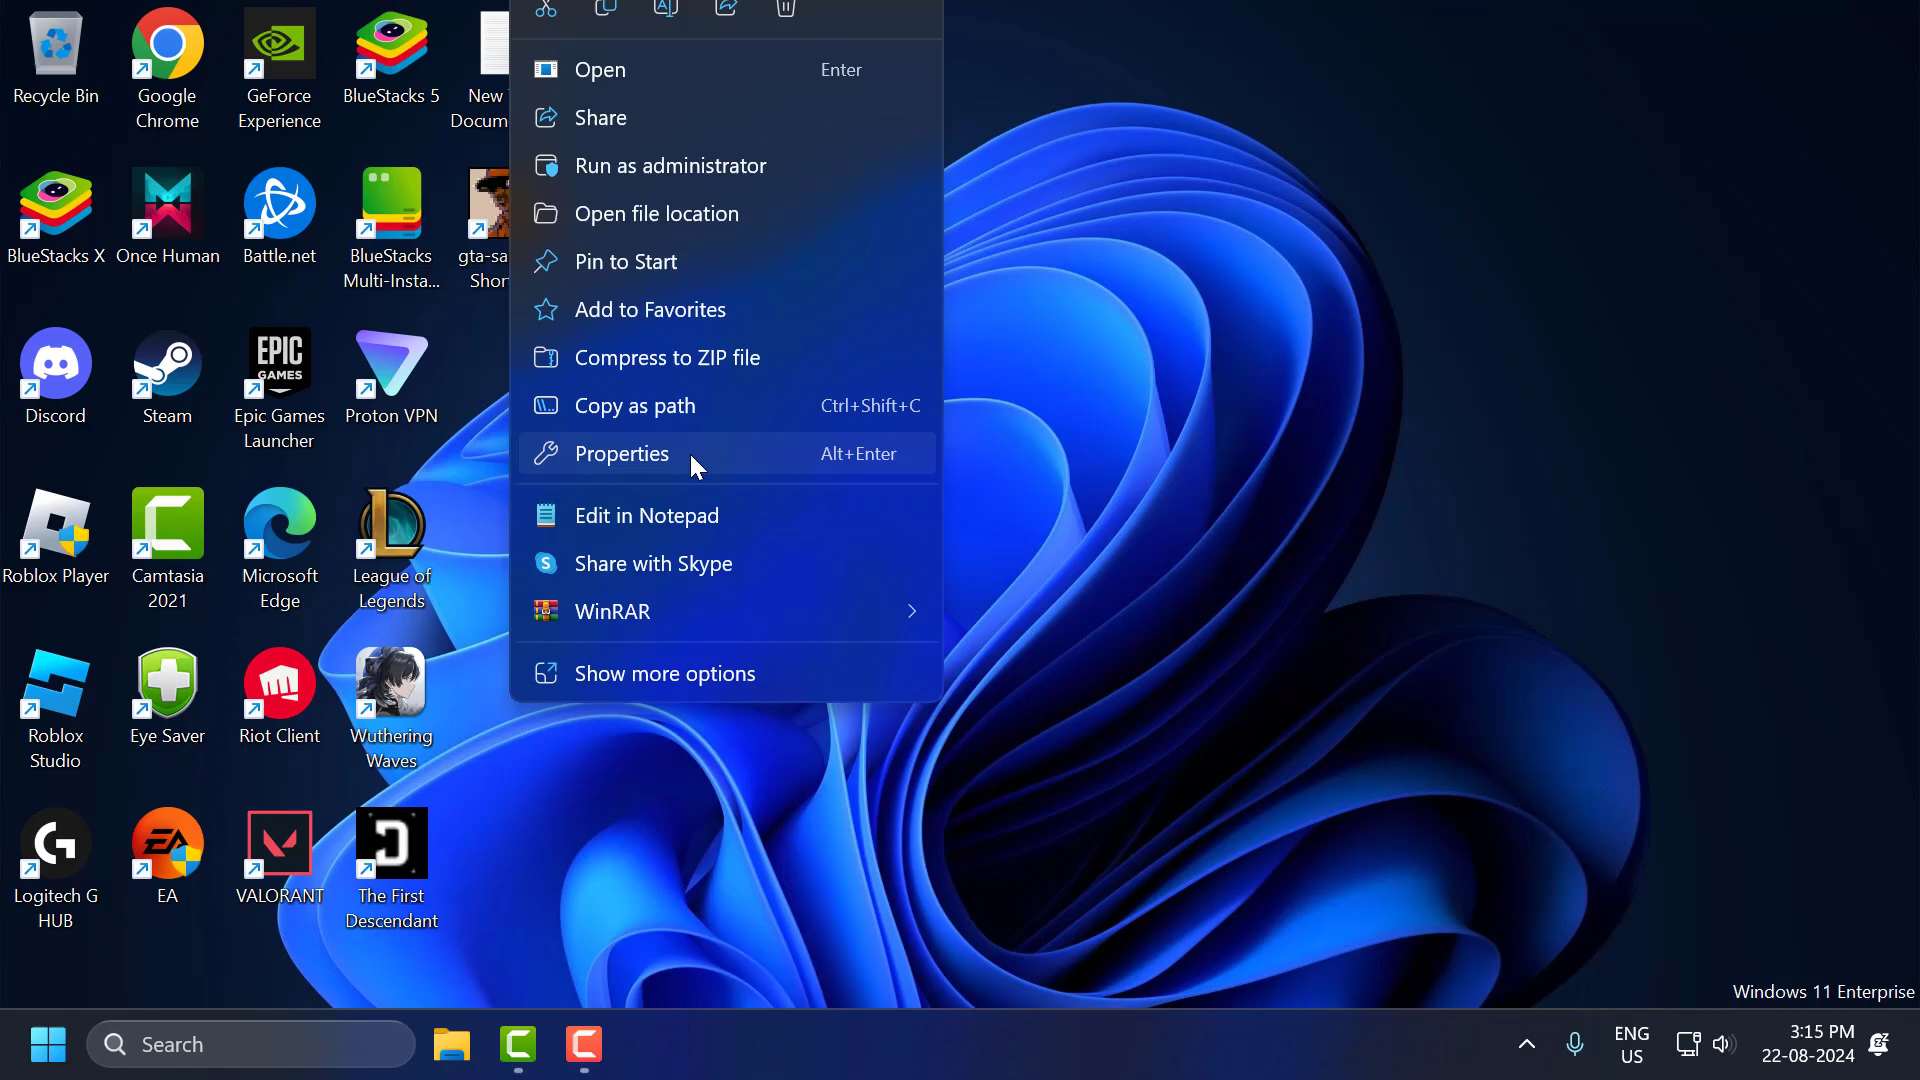 Recycle Bin
Google
Chrome
GeForce
Experience
BlueStacks 5
New
Docum
BlueStacks X
Once Human
Battle.net
BlueStacks
Multi-Insta...
gta-sa
Shor
Discord
Steam
EPIC
GAMES
Epic Games
Launcher
Proton VPN
Roblox Player
Camtasia
2021
Microsoft
Edge
League of
Legends
Roblox
Studio
Eye Saver
Riot Client
Wuthering
Waves
Logitech G
HUB
EA
EA
VALORANT
The First
Descendant
Open Enter
Share
Run as administrator
Open file location
Pin to Start
Add to Favorites
Compress to ZIP file
Copy as path Ctrl+Shift+C
Properties Alt+Enter
Edit in Notepad
Share with Skype
WinRAR
Show more options
Windows 11 Enterprise
Search
ENG
US
3:15 PM
22-08-2024